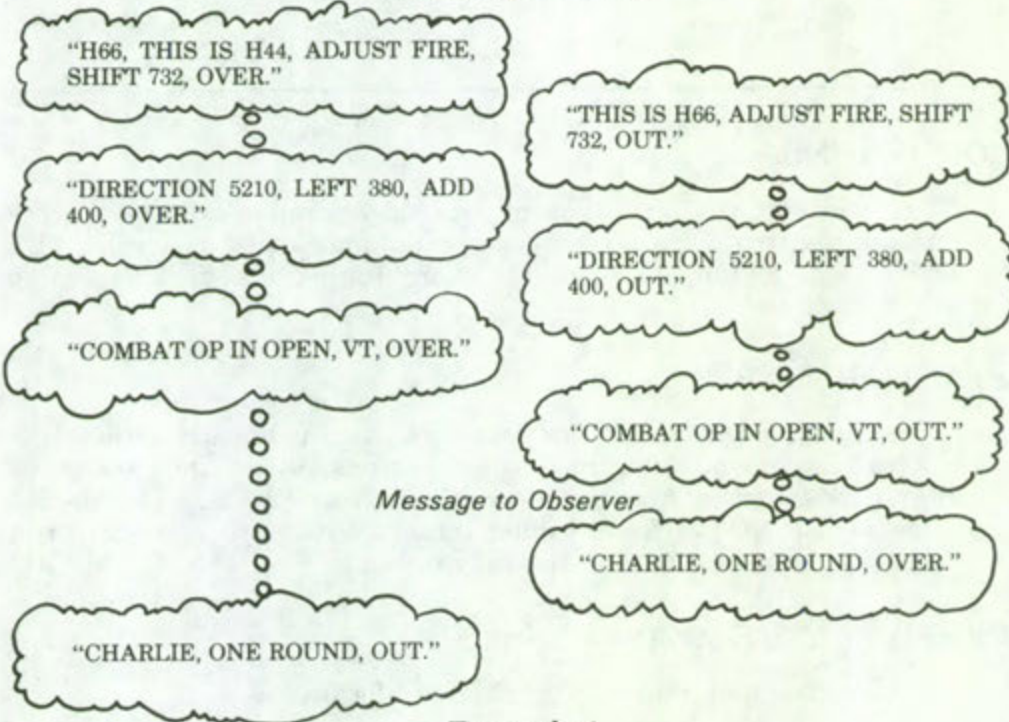 “H66, THIS IS H44, ADJUST FIRE,
SHIFT 732, OVER.”
“THIS IS H66, ADJUST FIRE, SHIFT
732, OUT.”
“DIRECTION 5210, LEFT 380, ADD
400, OVER.”
“DIRECTION 5210, LEFT 380, ADD
400, OUT.”
“COMBAT OP IN OPEN, VT, OVER.”
“COMBAT OP IN OPEN, VT, OUT.”
Message to Observer
“CHARLIE, ONE ROUND, OVER.”
“CHARLIE, ONE ROUND, OUT.”